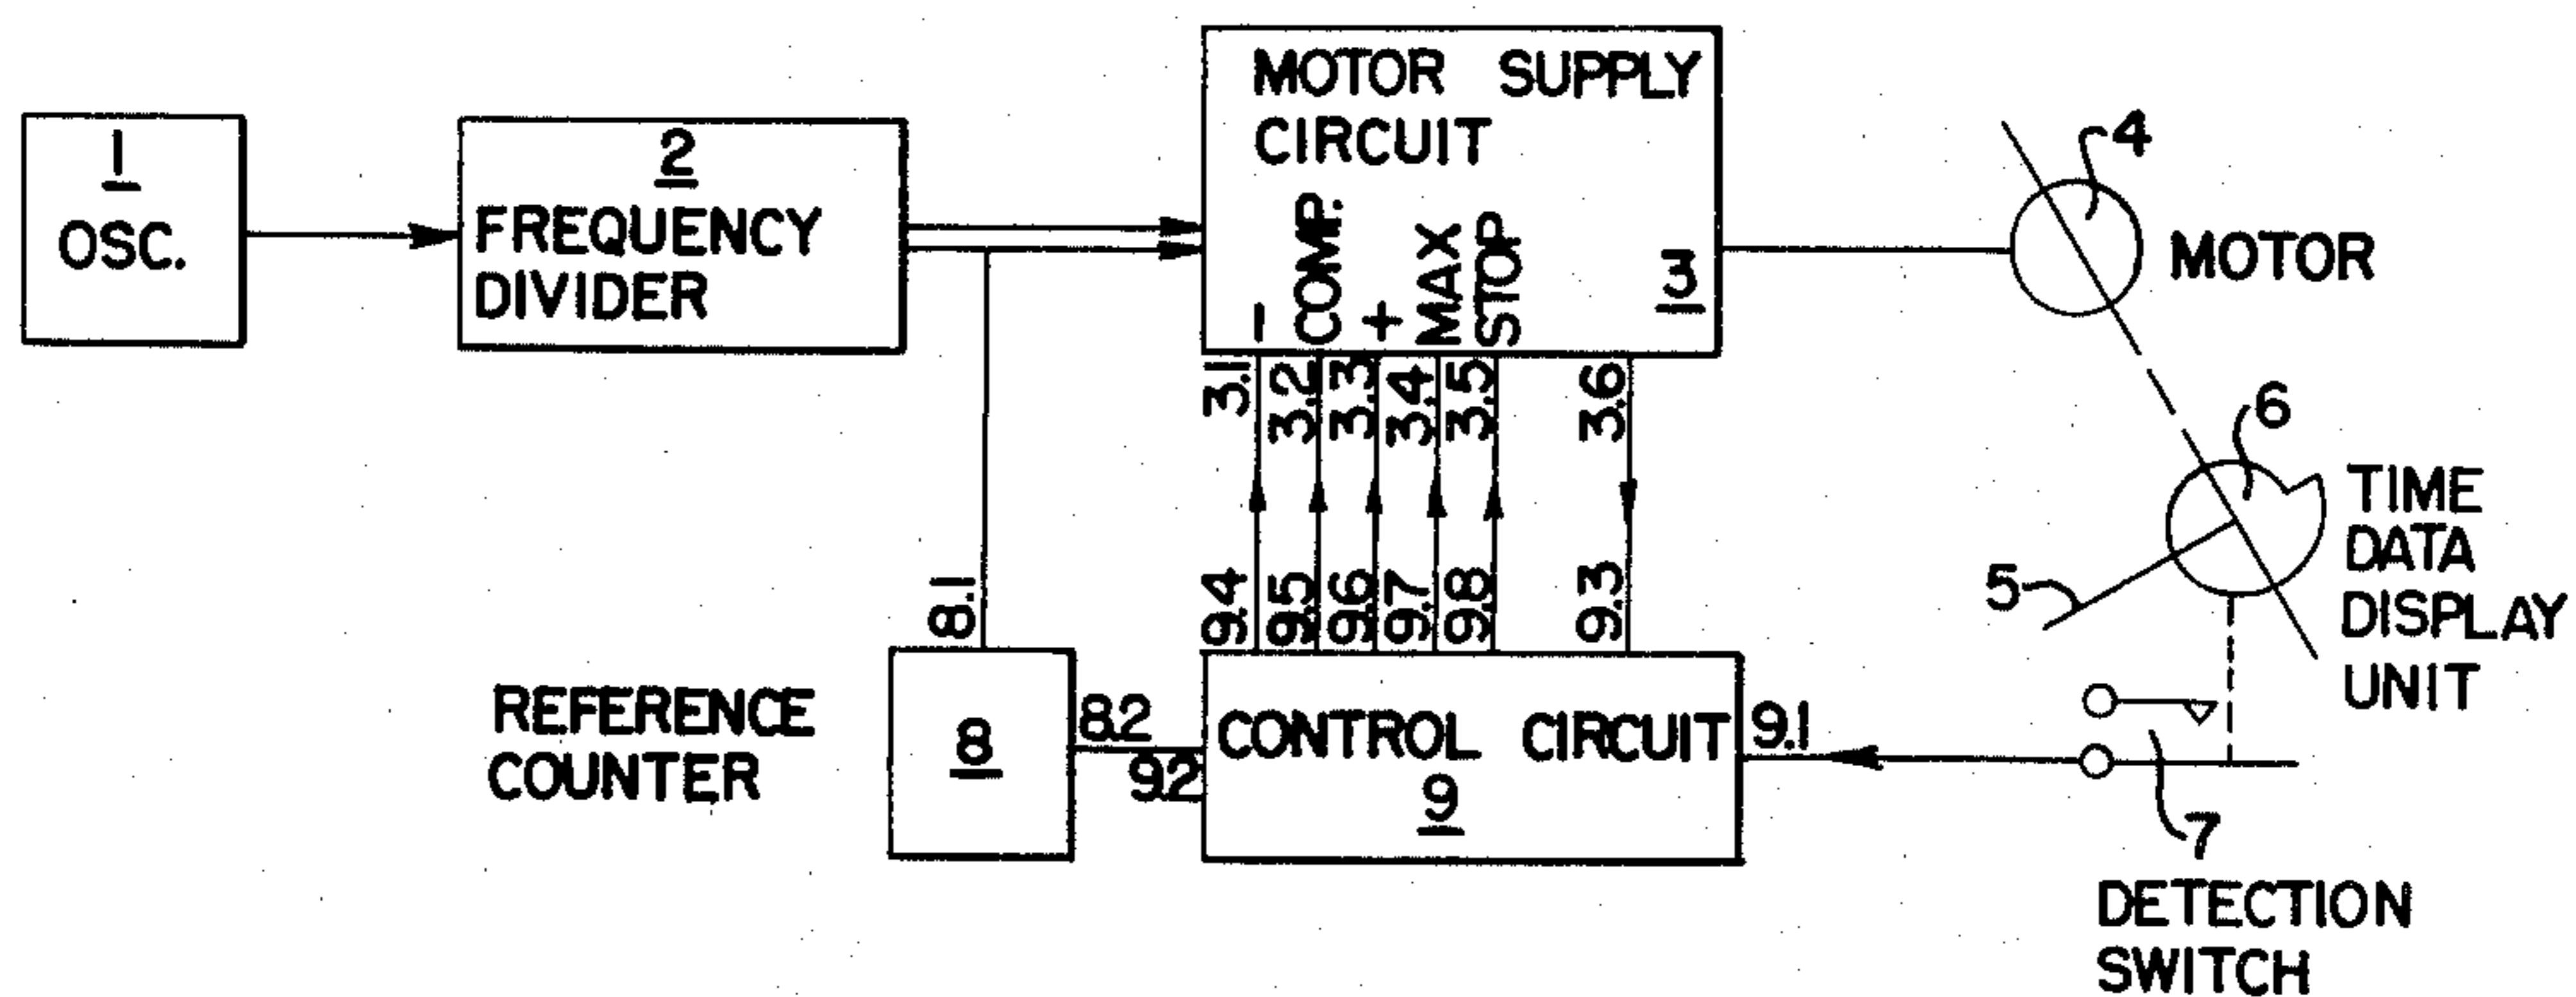 1
OSC.
2
FREQUENCY
DIVIDER
MOTOR SUPPLY
CIRCUIT
−
COMP.
+
MAX
STOP
3
4
MOTOR
3.1
3.2
3.3
3.4
3.5
3.6
6
TIME
DATA
DISPLAY
UNIT
5
8.1
9.4
9.5
9.6
9.7
9.8
9.3
REFERENCE
COUNTER
8
8.2
9.2
CONTROL CIRCUIT
9
9.1
7
DETECTION
SWITCH